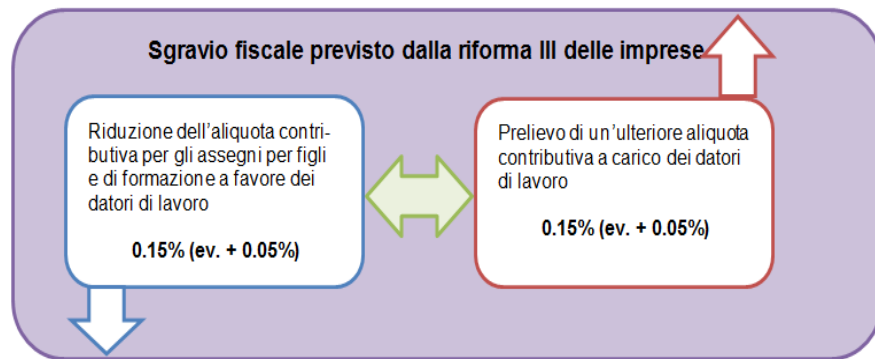 Sgravio fiscale previsto dalla riforma III delle imprese
Riduzione dell'aliquota contri-
butiva per gli assegni per figli
e di formazione a favore dei
datori di lavoro
0.15% (ev. + 0.05%)
Prelievo di un'ulteriore aliquota
contributiva a carico dei datori
di lavoro
0.15% (ev. + 0.05%)